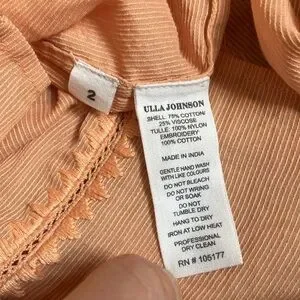 2
ULLA JOHNSON
SHELL: 75% COTTON/
25% VISCOSE
TULLE: 100% NYLON
EMBROIDERY
100% COTTON
MADE IN INDIA
GENTLE HAND WASH
WITH LIKE COLOURS
DO NOT BLEACH
DO NOT WRING
OR SOAK
DO NOT
TUMBLE DRY
HANG TO DRY
IRON AT LOW HEAT
PROFESSIONAL
DRY CLEAN
RN # 105177